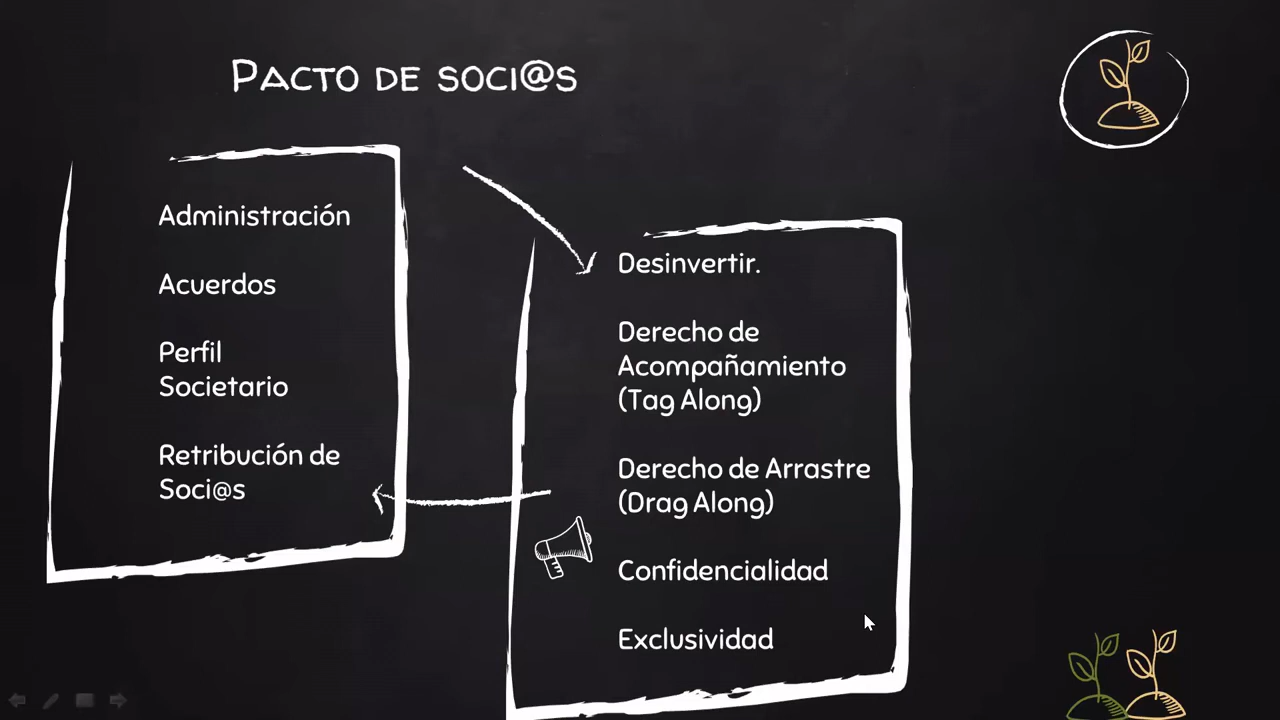 Pacto de soci@s
Administración
Acuerdos
Perfil
Societario
Retribución de
Soci@s
Desinvertir.
Derecho de
Acompañamiento
(Tag Along)
Derecho de Arrastre
(Drag Along)
Confidencialidad
Exclusividad